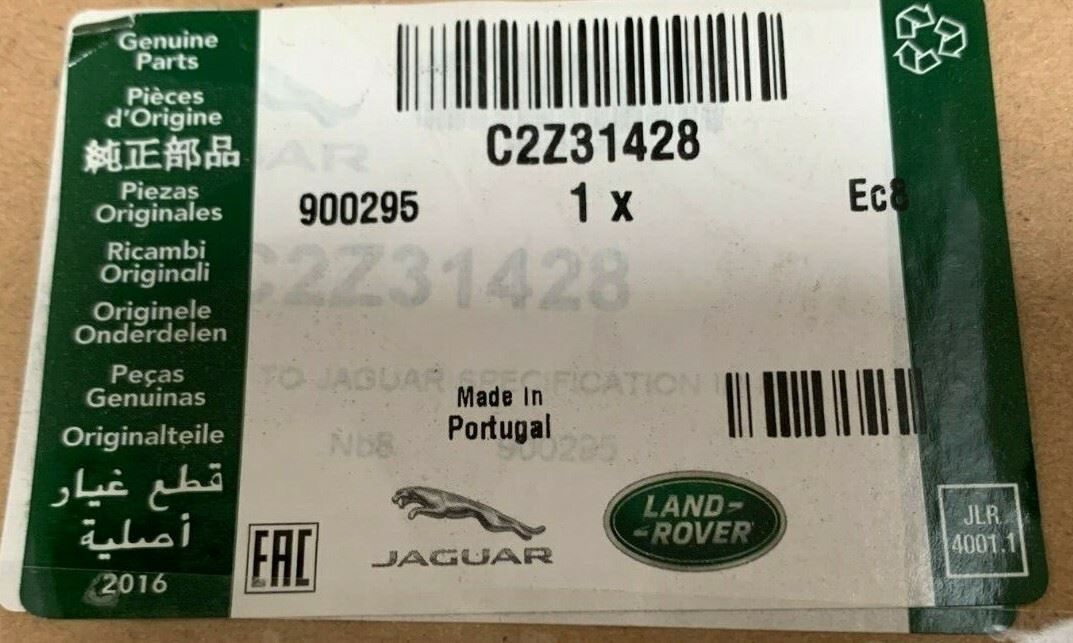 Genuine
Parts
Pièces
d'Origine
純正部品
Piezas
Originales
Ricambi
Originali
Originele
Onderdelen
Peças
Genuinas
Originalteile
قطع غيار
أصلية
2016
C2Z31428
900295 1 x Ec8
C2Z31428
TO JAGUAR SPECIFICATION
Made In
Portugal
Nb8 900295
EAC
JAGUAR
LAND-
-ROVER
JLR
4001.1